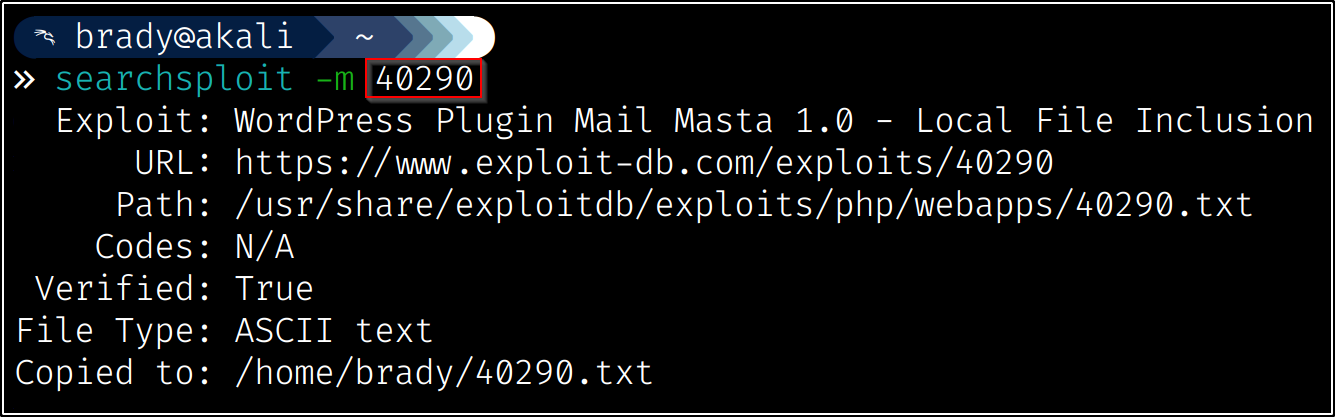 brady@akali ~
» searchsploit -m 40290
Exploit: WordPress Plugin Mail Masta 1.0 - Local File Inclusion
URL: https://www.exploit-db.com/exploits/40290
Path: /usr/share/exploitdb/exploits/php/webapps/40290.txt
Codes: N/A
Verified: True
File Type: ASCII text
Copied to: /home/brady/40290.txt